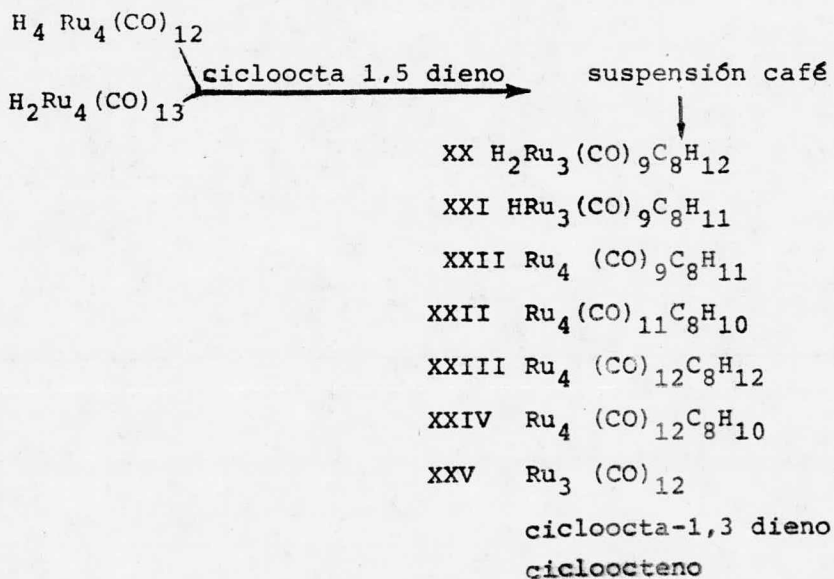 H4 Ru4(CO)12
cicloocta 1,5 dieno
suspensión café
H2Ru4(CO)13
XX H2Ru3(CO)9C8H12
XXI HRu3(CO)9C8H11
XXII Ru4 (CO)9C8H11
XXII Ru4(CO)11C8H10
XXIII Ru4 (CO)12C8H12
XXIV Ru4 (CO)12C8H10
XXV Ru3 (CO)12
cicloocta-1,3 dieno
cicloocteno